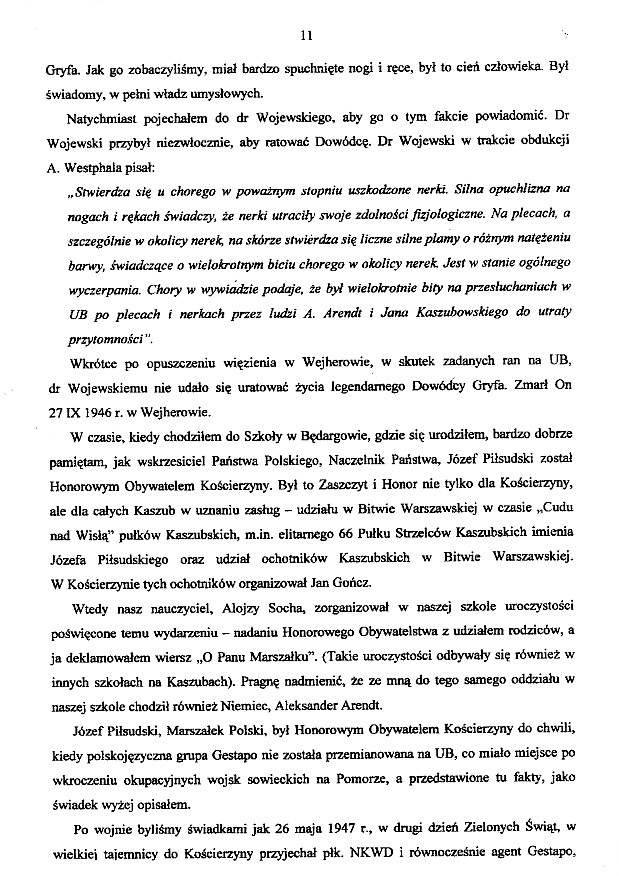 11
Gryfa. Jak go zobaczyliśmy, miał bardzo spuchnięte nogi i ręce, był to cień człowieka. Był
świadomy, w pełni władz umysłowych.
Natychmiast pojechałem do dr Wojewskiego, aby go o tym fakcie powiadomić. Dr
Wojewski przybył niezwłocznie, aby ratować Dowódcę. Dr Wojewski w trakcie obdukcji
A. Westphala pisał:
„Stwierdza się u chorego w poważnym stopniu uszkodzone nerki. Silna opuchlizna na
nogach i rękach świadczy, że nerki utraciły swoje zdolności fizjologiczne. Na plecach, a
szczególnie w okolicy nerek, na skórze stwierdza się liczne silne plamy o różnym natężeniu
barwy, świadczące o wielokrotnym biciu chorego w okolicy nerek. Jest w stanie ogólnego
wyczerpania. Chory w wywiadzie podaje, że był wielokrotnie bity na przesłuchaniach w
UB po plecach i nerkach przez ludzi A. Arendt i Jana Kaszubowskiego do utraty
przytomności".
Wkrótce po opuszczeniu więzienia w Wejherowie, w skutek zadanych ran na UB,
dr Wojewskiemu nie udało się uratować życia legendarnego Dowódcy Gryfa. Zmarł On
27 IX 1946 r. w Wejherowie.
W czasie, kiedy chodziłem do Szkoły w Będargowie, gdzie się urodziłem, bardzo dobrze
pamiętam, jak wskrzesiciel Państwa Polskiego, Naczelnik Państwa, Józef Piłsudski został
Honorowym Obywatelem Kościerzyny. Był to Zaszczyt i Honor nie tylko dla Kościerzyny,
ale dla całych Kaszub w uznaniu zasług – udziału w Bitwie Warszawskiej w czasie „Cudu
nad Wisłą” pułków Kaszubskich, m.in. elitarnego 66 Pułku Strzelców Kaszubskich imienia
Józefa Piłsudskiego oraz udział ochotników Kaszubskich w Bitwie Warszawskiej.
W Kościerzynie tych ochotników organizował Jan Gończ.
Wtedy nasz nauczyciel, Alojzy Socha, zorganizował w naszej szkole uroczystości
poświęcone temu wydarzeniu – nadaniu Honorowego Obywatelstwa z udziałem rodziców, a
ja deklamowałem wiersz „O Panu Marszałku”. (Takie uroczystości odbywały się również w
innych szkołach na Kaszubach). Pragnę nadmienić, że ze mną do tego samego oddziału w
naszej szkole chodził również Niemiec, Aleksander Arendt.
Józef Piłsudski, Marszałek Polski, był Honorowym Obywatelem Kościerzyny do chwili,
kiedy polskojęzyczna grupa Gestapo nie została przemianowana na UB, co miało miejsce po
wkroczeniu okupacyjnych wojsk sowieckich na Pomorze, a przedstawione tu fakty, jako
świadek wyżej opisałem.
Po wojnie byliśmy świadkami jak 26 maja 1947 r., w drugi dzień Zielonych Świąt, w
wielkiej tajemnicy do Kościerzyny przyjechał płk. NKWD i równocześnie agent Gestapo,